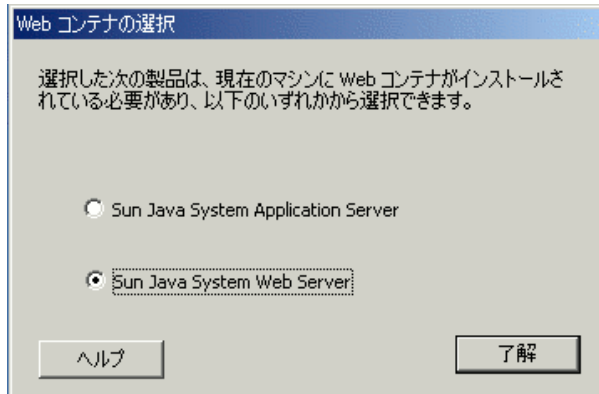 Web コンテナの選択
選択した次の製品は、現在のマシンに Web コンテナがインストールさ
れている必要があり、以下のいずれかから選択できます。
Sun Java System Application Server
Sun Java System Web Server
ヘルプ
了解